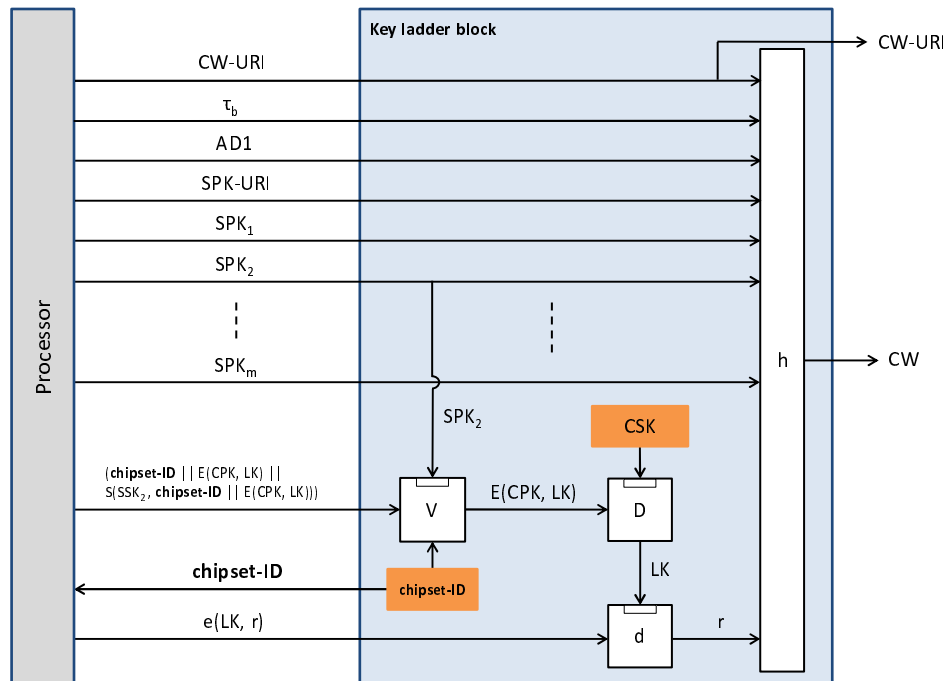 Key ladder block
CW-URI
CW-URI
τb
AD1
SPK-URI
SPK1
SPK2
Processor
SPKm
h
CW
SPK2
CSK
(chipset-ID || E(CPK, LK) ||
S(SSK2, chipset-ID || E(CPK, LK)))
V
E(CPK, LK)
D
chipset-ID
chipset-ID
LK
e(LK, r)
d
r